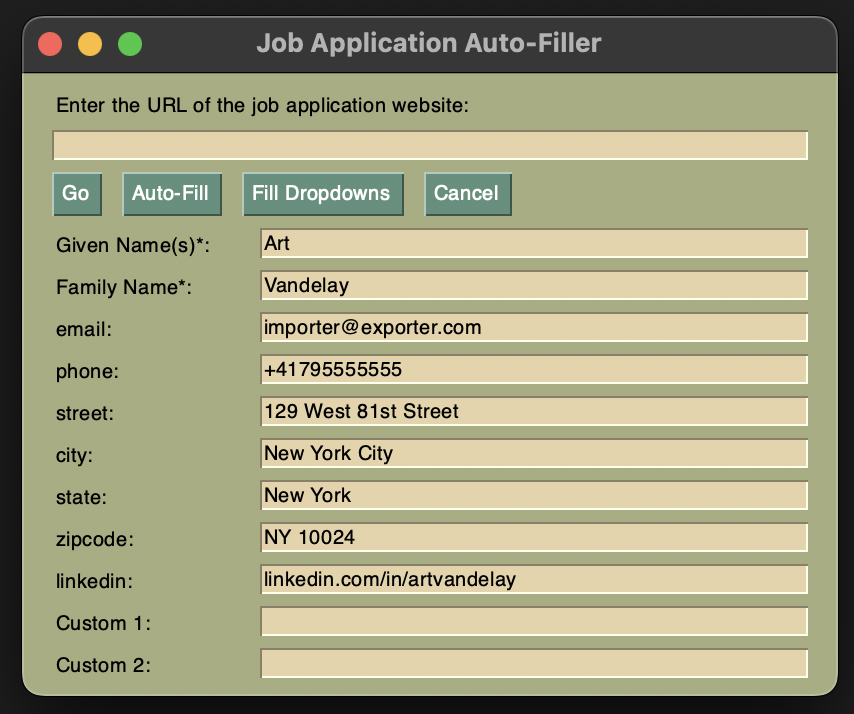 Job Application Auto-Filler
Enter the URL of the job application website:
Go Auto-Fill Fill Dropdowns Cancel
Given Name(s)*: Art
Family Name*: Vandelay
email: importer@exporter.com
phone: +41795555555
street: 129 West 81st Street
city: New York City
state: New York
zipcode: NY 10024
linkedin: linkedin.com/in/artvandelay
Custom 1:
Custom 2: